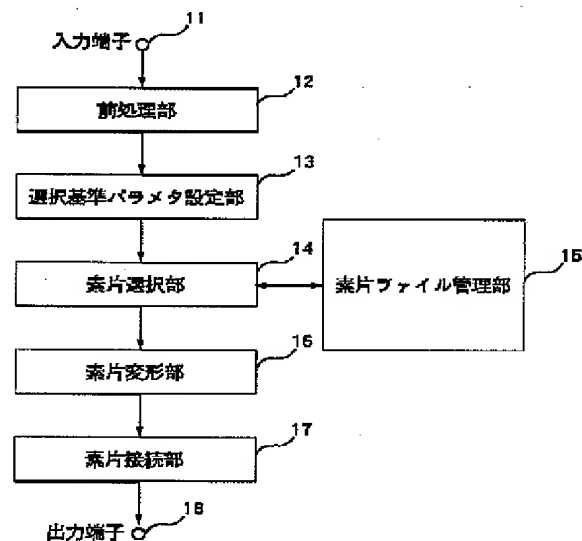 11
入力端子
12
前処理部
13
選択基準パラメタ設定部
14
素片選択部
15
素片ファイル管理部
16
素片変形部
17
素片接続部
18
出力端子